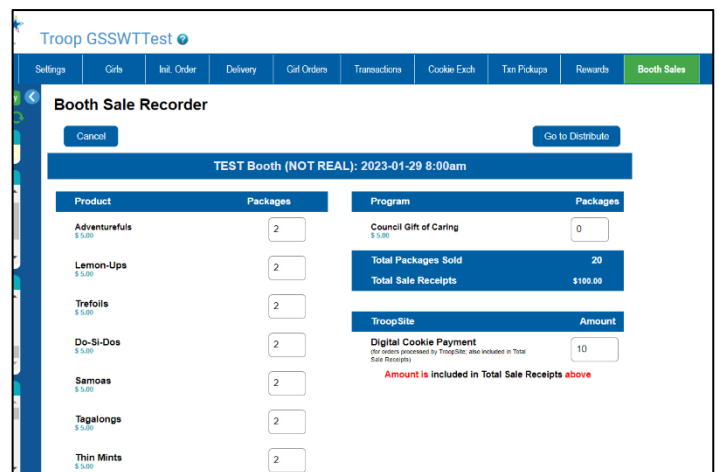 Troop GSSWTTest ?
Settings Girls Init. Order Delivery Girl Orders Transactions Cookie Exch Txn Pickups Rewards Booth Sales
Booth Sale Recorder
Cancel Go to Distribute
TEST Booth (NOT REAL): 2023-01-29 8:00am
Product Packages
Adventurefuls 2
$ 5.00
Lemon-Ups 2
$ 5.00
Trefoils 2
$ 5.00
Do-Si-Dos 2
$ 5.00
Samoas 2
$ 5.00
Tagalongs 2
$ 5.00
Thin Mints 2
$ 5.00
Program Packages
Council Gift of Caring 0
$ 5.00
Total Packages Sold 20
Total Sale Receipts $100.00
TroopSite Amount
Digital Cookie Payment 10
(for orders processed by TroopSite; also included in Total
Sale Receipts)
Amount is included in Total Sale Receipts above